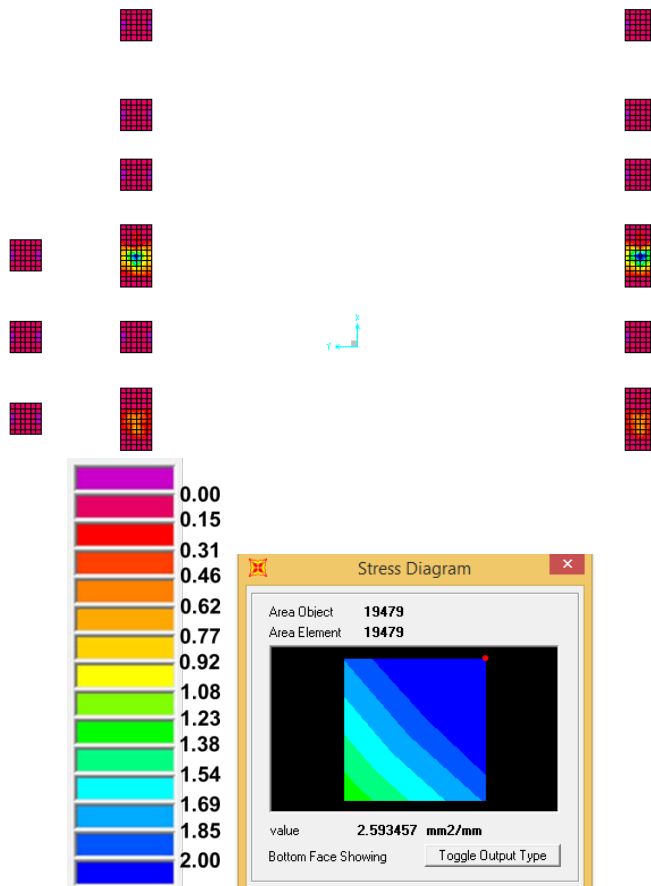 X
Y
0.00
0.15
0.31
0.46
0.62
0.77
0.92
1.08
1.23
1.38
1.54
1.69
1.85
2.00
Stress Diagram
Area Object 19479
Area Element 19479
value 2.593457 mm2/mm
Bottom Face Showing Toggle Output Type